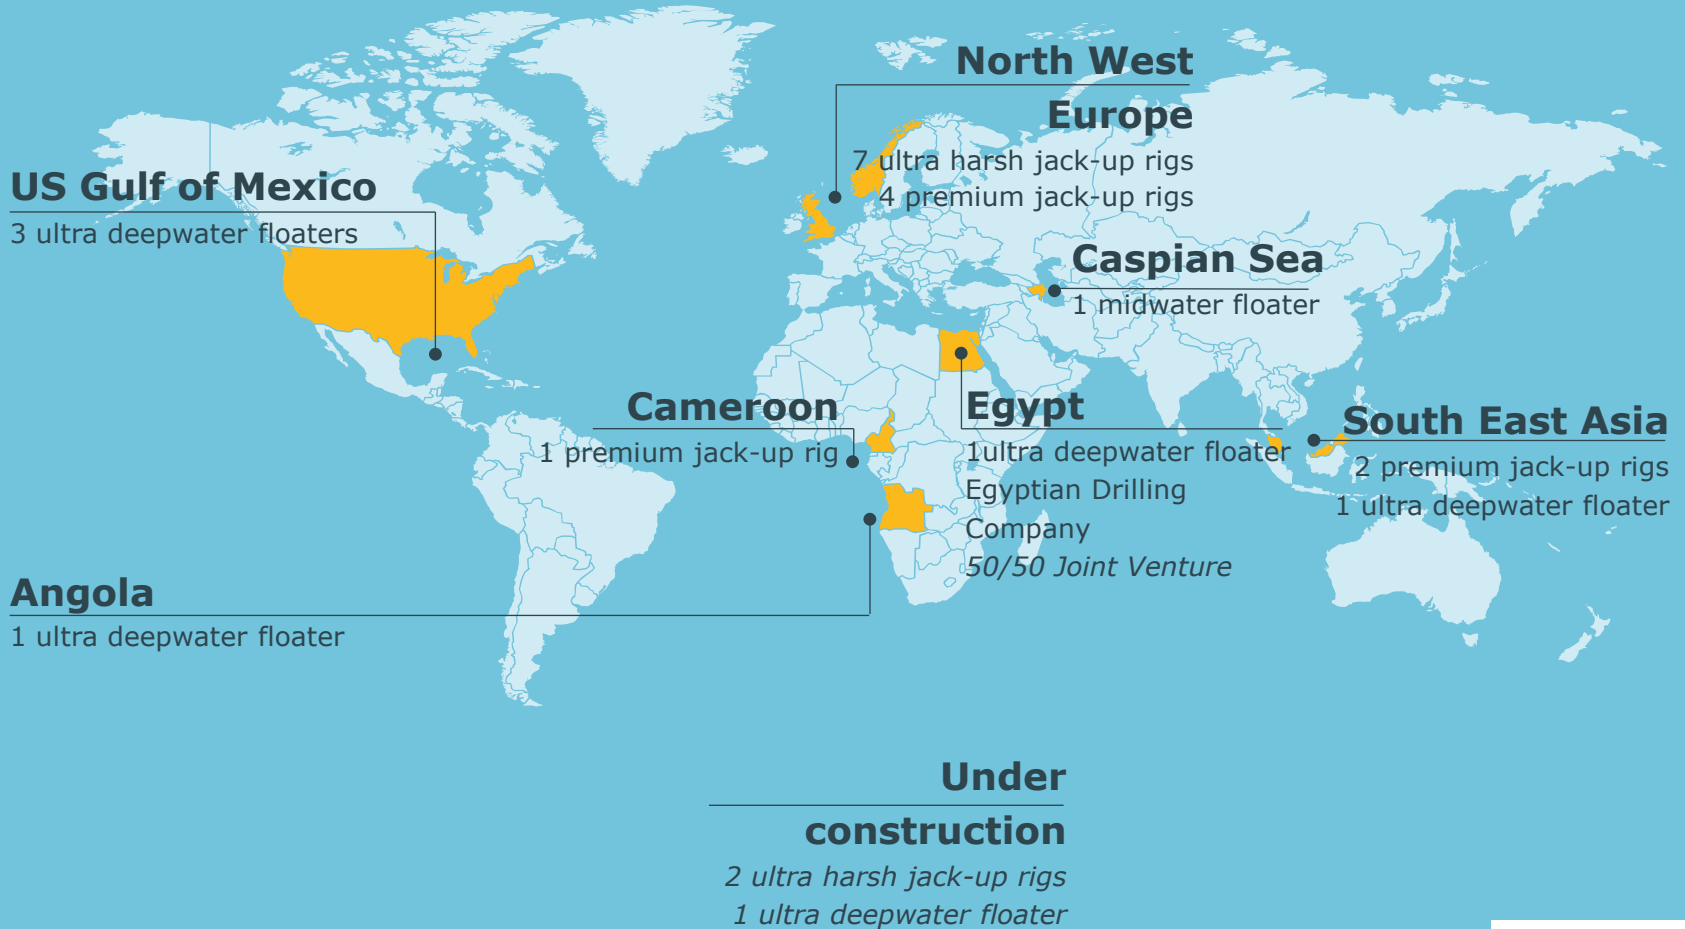 North West
Europe
7 ultra harsh jack-up rigs
4 premium jack-up rigs
US Gulf of Mexico
3 ultra deepwater floaters
Caspian Sea
1 midwater floater
Cameroon
1 premium jack-up rig
Egypt
1ultra deepwater floater
Egyptian Drilling
Company
50/50 Joint Venture
South East Asia
2 premium jack-up rigs
1 ultra deepwater floater
Angola
1 ultra deepwater floater
Under
construction
2 ultra harsh jack-up rigs
1 ultra deepwater floater